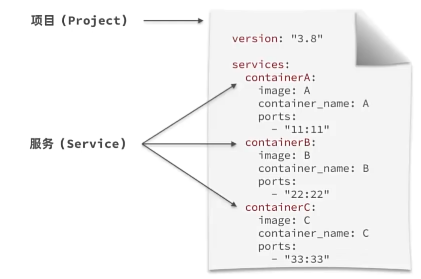 项目 (Project)
version: "3.8"
services:
containerA:
image: A
container_name: A
ports:
- "11:11"
服务 (Service)
containerB:
image: B
container_name: B
ports:
- "22:22"
containerC:
image: C
container_name: C
ports:
- "33:33"